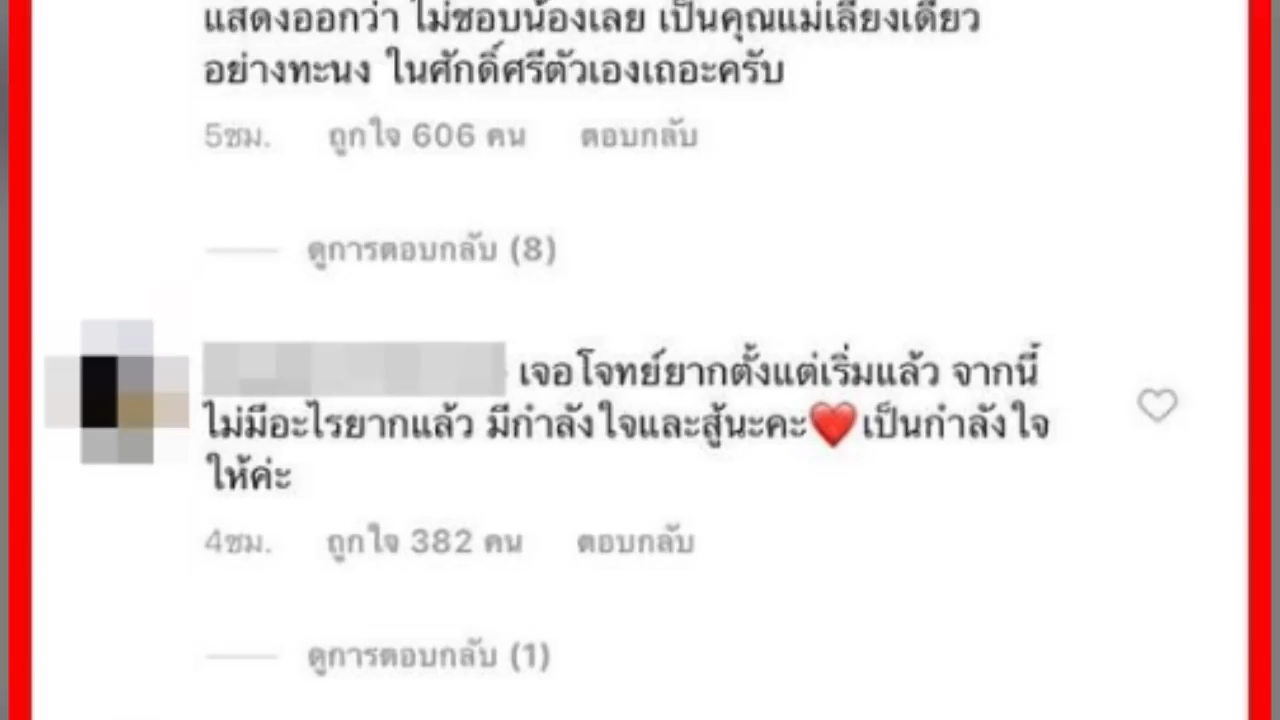 แสดงออกว่า ไม่ชอบน้องเลย เป็นคุณแม่เลี้ยงเดี่ยว
อย่างทะนง ในศักดิ์ศรีตัวเองเถอะครับ
5ชม. ถูกใจ 606 คน ตอบกลับ
ดูการตอบกลับ (8)
เจอโจทย์ยากตั้งแต่เริ่มแล้ว จากนี้
ไม่มีอะไรยากแล้ว มีกำลังใจและสู้นะคะ❤️เป็นกำลังใจ
ให้ค่ะ
4ชม. ถูกใจ 382 คน ตอบกลับ
ดูการตอบกลับ (1)